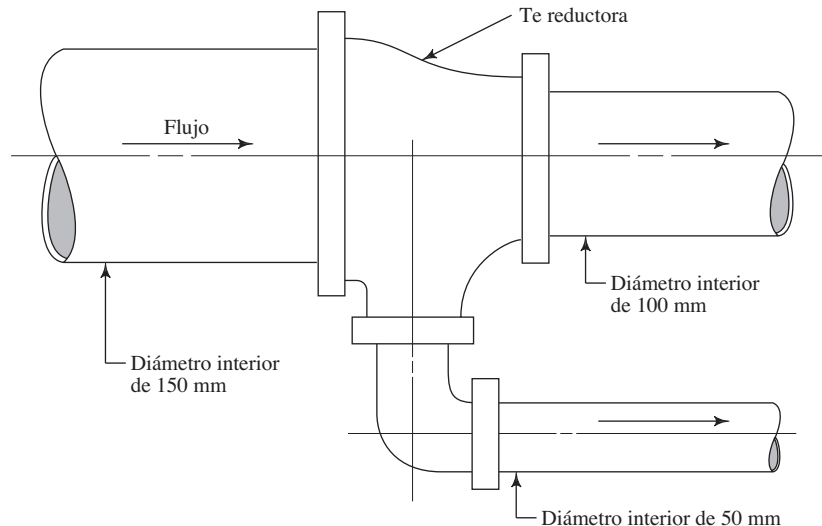 Te reductora
Flujo
Diámetro interior
de 100 mm
Diámetro interior
de 150 mm
Diámetro interior de 50 mm